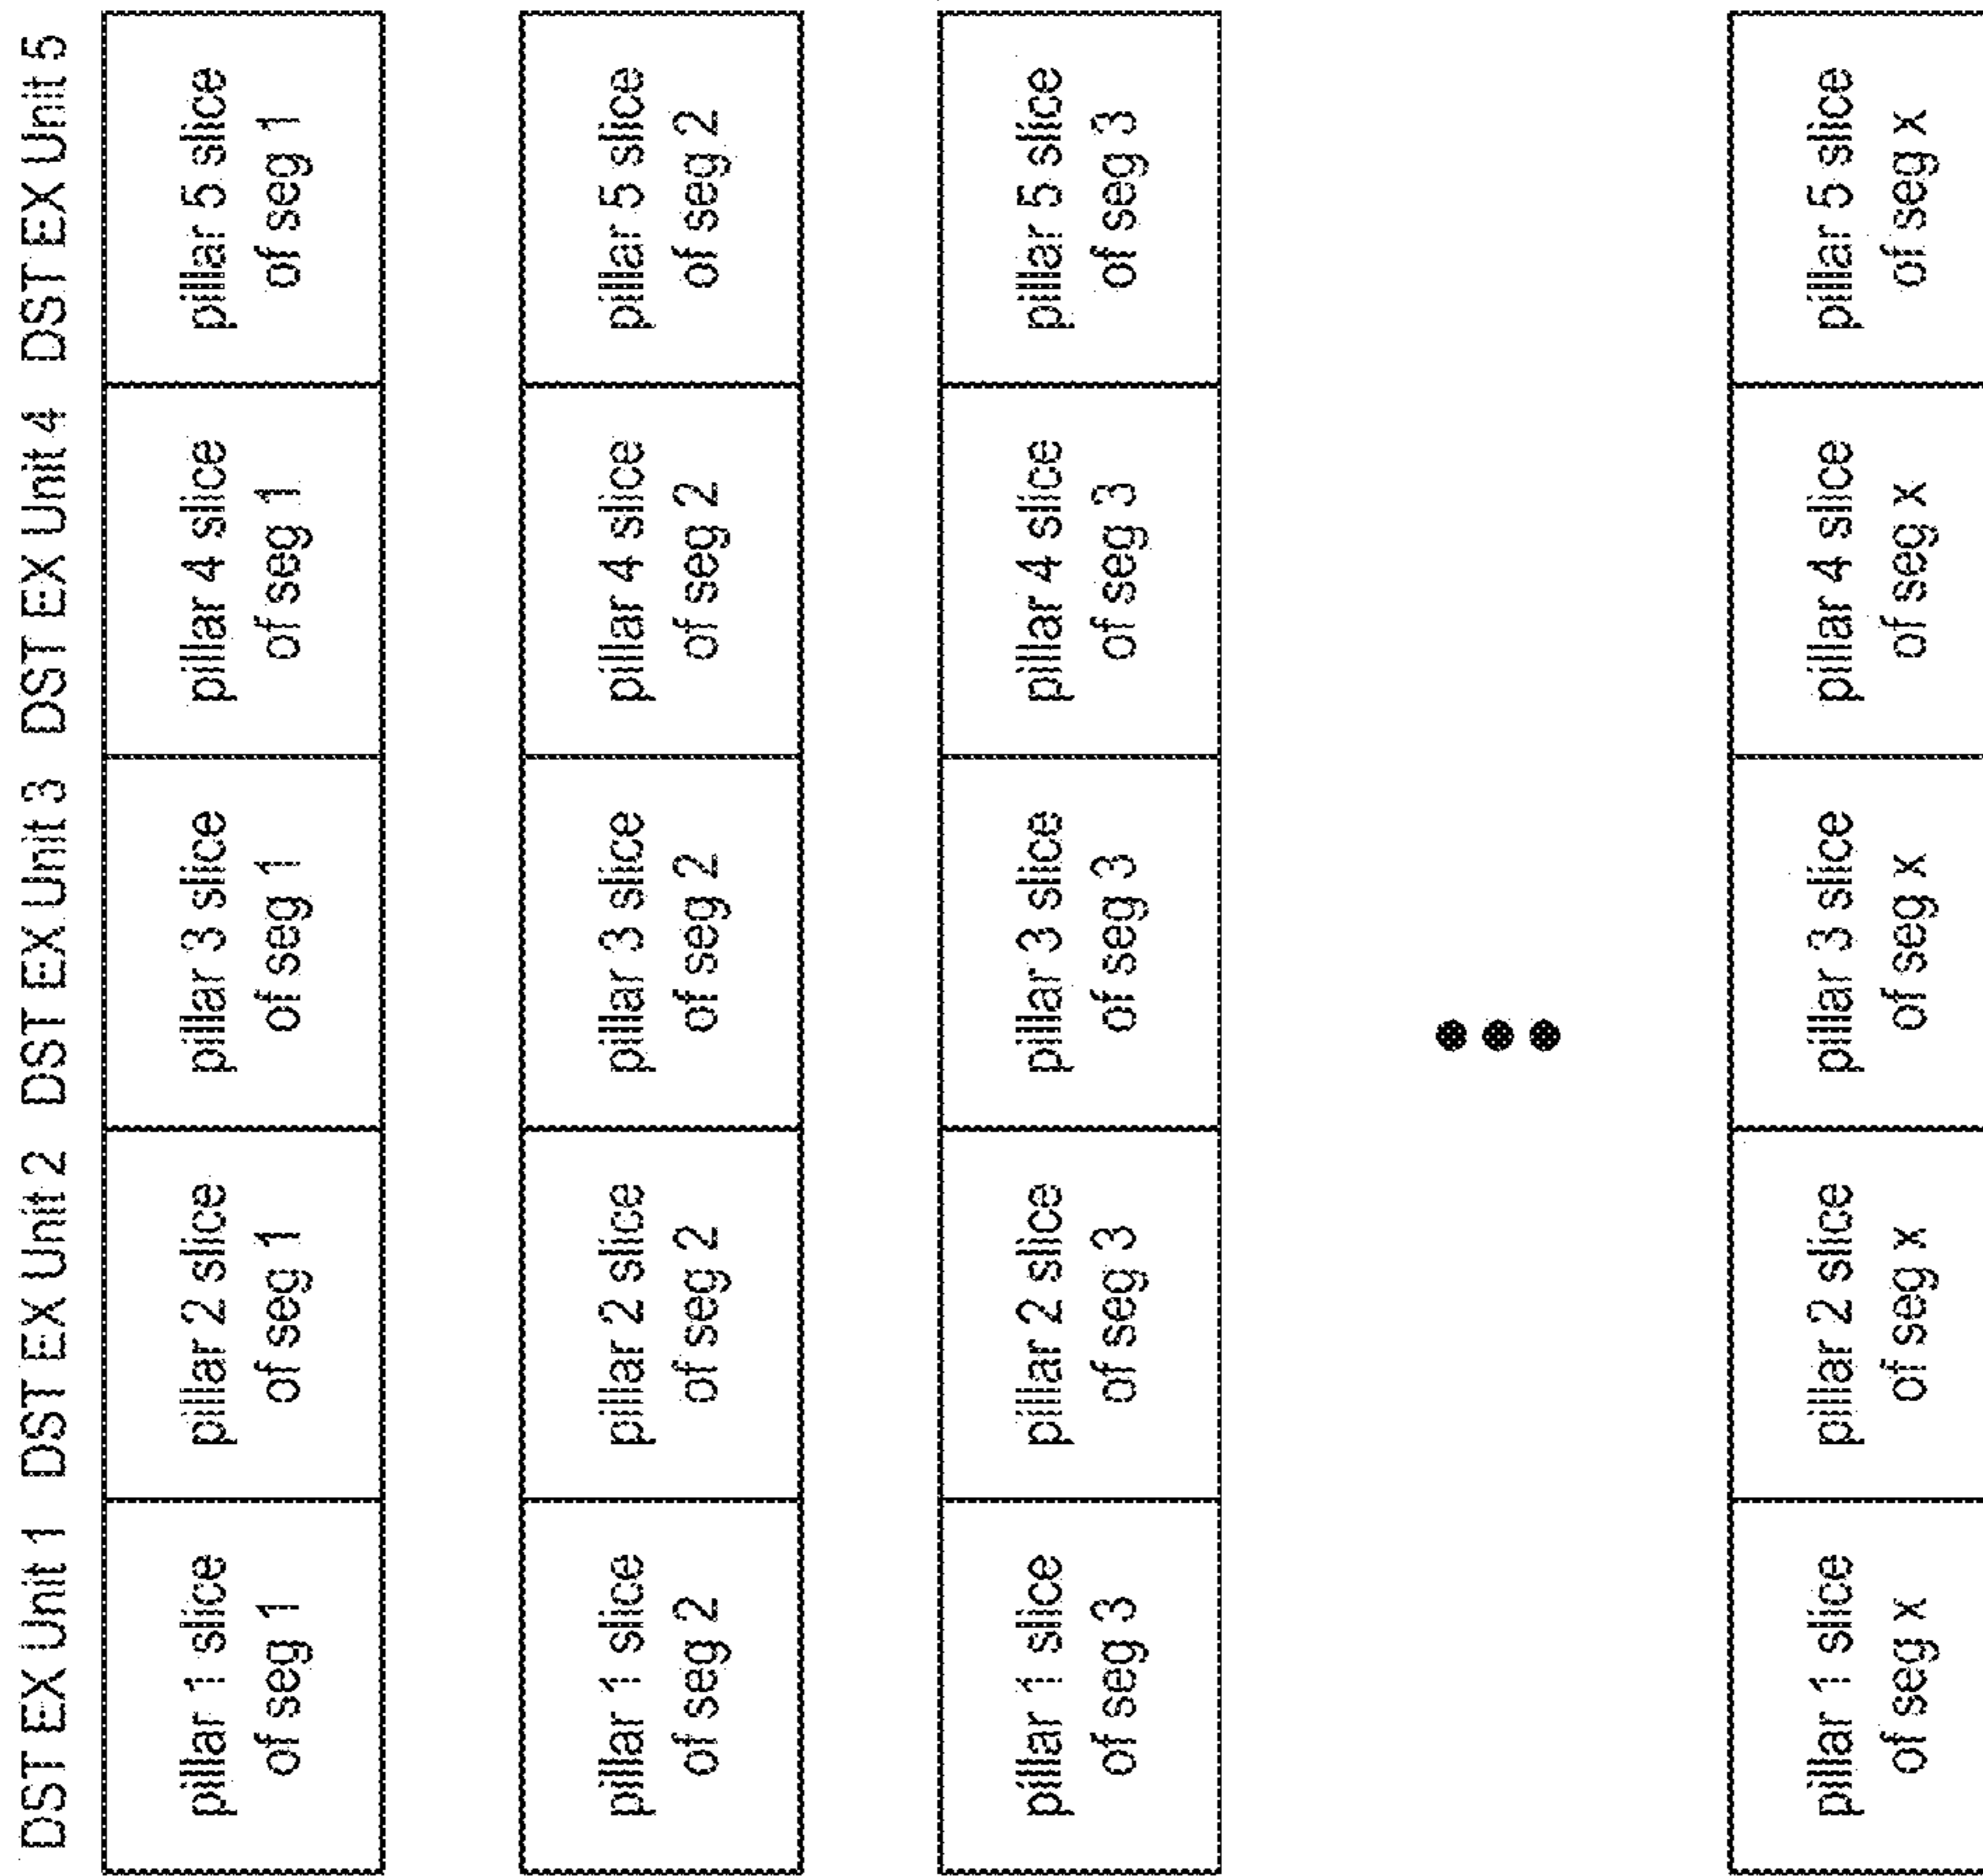 DST EX Unit 1 DST EX Unit 2 DST EX Unit 3 DST EX Unit 4 DST EX Unit 5
pillar 1 slice
of seg 1
pillar 2 slice
of seg 1
pillar 3 slice
of seg 1
pillar 4 slice
of seg 1
pillar 5 slice
of seg 1
pillar 1 slice
of seg 2
pillar 2 slice
of seg 2
pillar 3 slice
of seg 2
pillar 4 slice
of seg 2
pillar 5 slice
of seg 2
pillar 1 slice
of seg 3
pillar 2 slice
of seg 3
pillar 3 slice
of seg 3
pillar 4 slice
of seg 3
pillar 5 slice
of seg 3
pillar 1 slice
of seg x
pillar 2 slice
of seg x
pillar 3 slice
of seg x
pillar 4 slice
of seg x
pillar 5 slice
of seg x